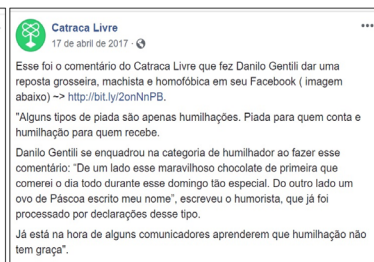 Catraca Livre
17 de abril de 2017 ·
Esse foi o comentário do Catraca Livre que fez Danilo Gentili dar uma
reposta grosseira, machista e homofóbica em seu Facebook ( imagem
abaixo) ~> http://bit.ly/2onNnPB.
"Alguns tipos de piada são apenas humilhações. Piada para quem conta e
humilhação para quem recebe.
Danilo Gentili se enquadrou na categoria de humilhador ao fazer esse
comentário: “De um lado esse maravilhoso chocolate de primeira que
comerei o dia todo durante esse domingo tão especial. Do outro lado um
ovo de Páscoa escrito meu nome”, escreveu o humorista, que já foi
processado por declarações desse tipo.
Já está na hora de alguns comunicadores aprenderem que humilhação não
tem graça".